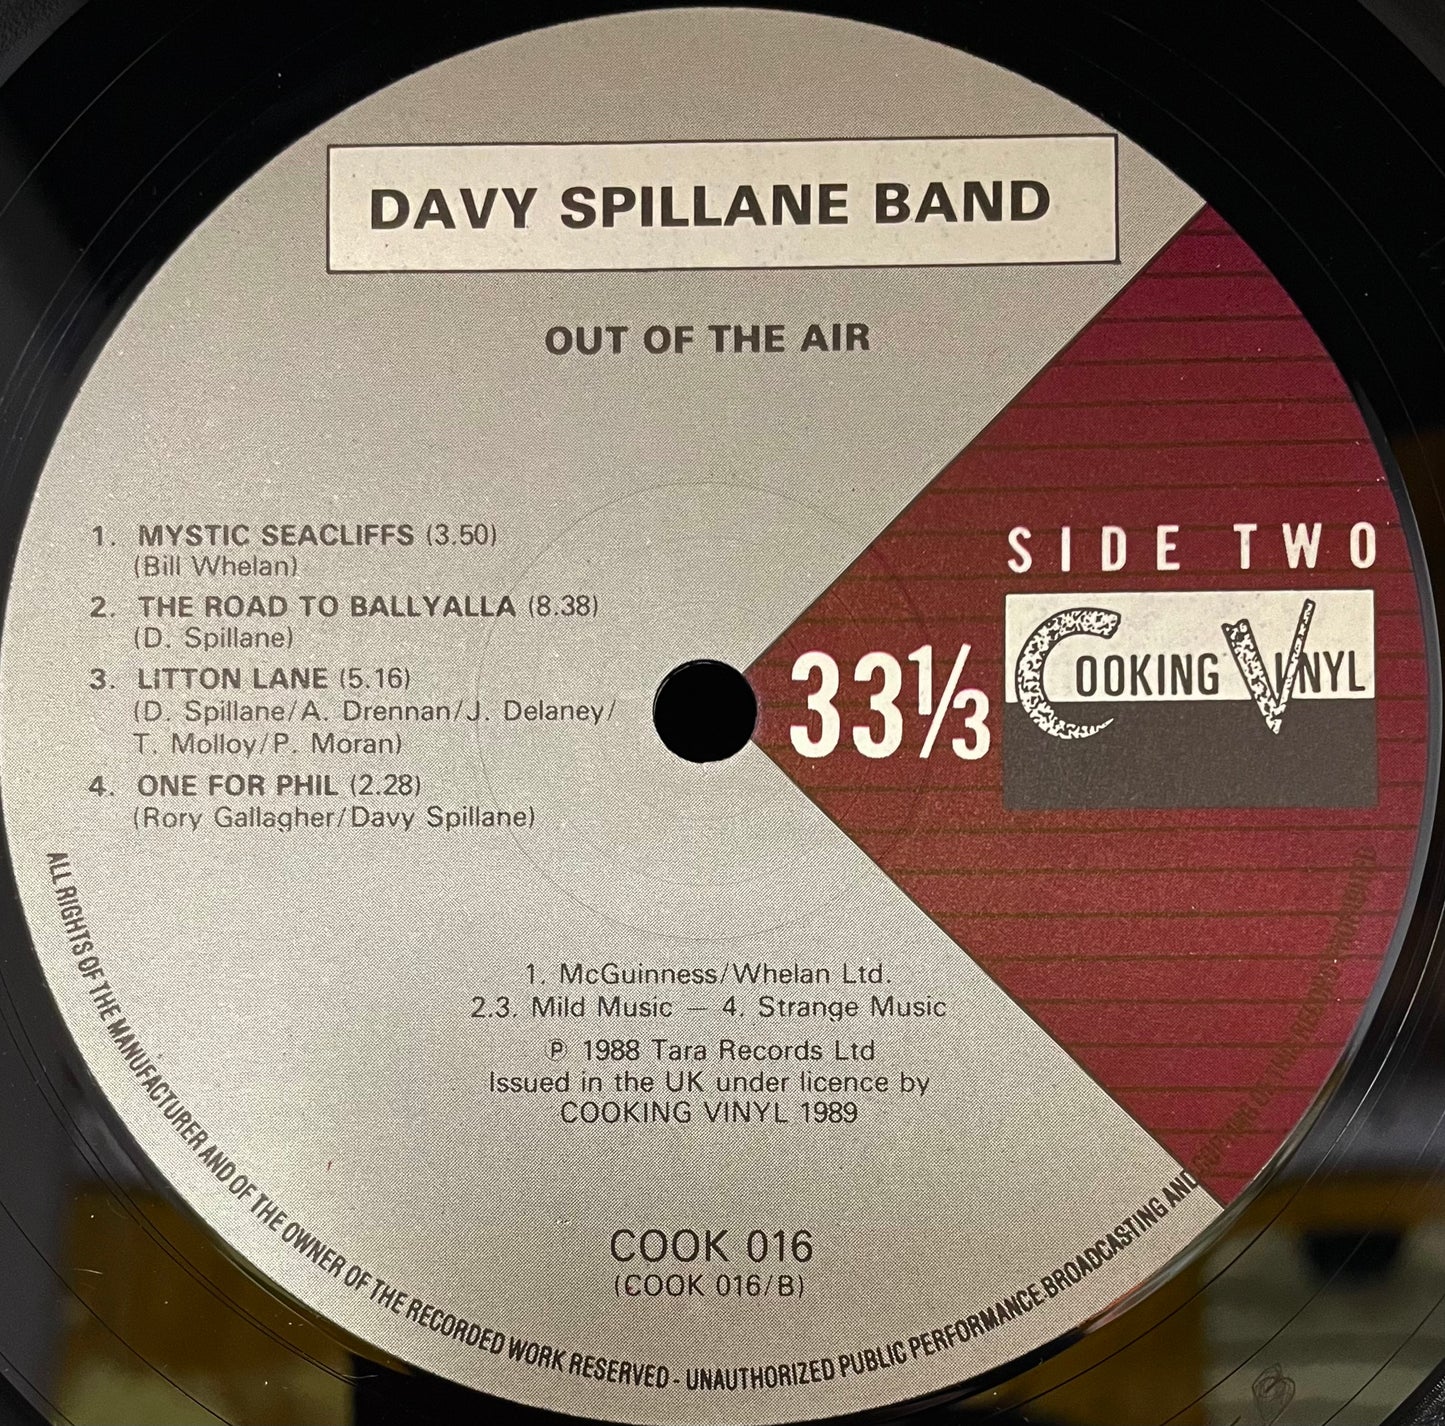 DAVY SPILLANE BAND
OUT OF THE AIR
1. MYSTIC SEACLIFFS (3.50)
(Bill Whelan)
2. THE ROAD TO BALLYALLA (8.38)
(D. Spillane)
3. LITTON LANE (5.16)
(D. Spillane/A. Drennan/J. Delaney/
T. Molloy/P. Moran)
4. ONE FOR PHIL (2.28)
(Rory Gallagher/Davy Spillane)
SIDE TWO
COOKING VINYL
33⅓
1. McGuinness/Whelan Ltd.
2.3. Mild Music — 4. Strange Music
℗ 1988 Tara Records Ltd
Issued in the UK under licence by
COOKING VINYL 1989
COOK 016
(COOK 016/B)
ALL RIGHTS OF THE MANUFACTURER AND OF THE OWNER OF THE RECORDED WORK RESERVED - UNAUTHORIZED PUBLIC PERFORMANCE BROADCASTING AND COPYING OF THIS RECORD PROHIBITED